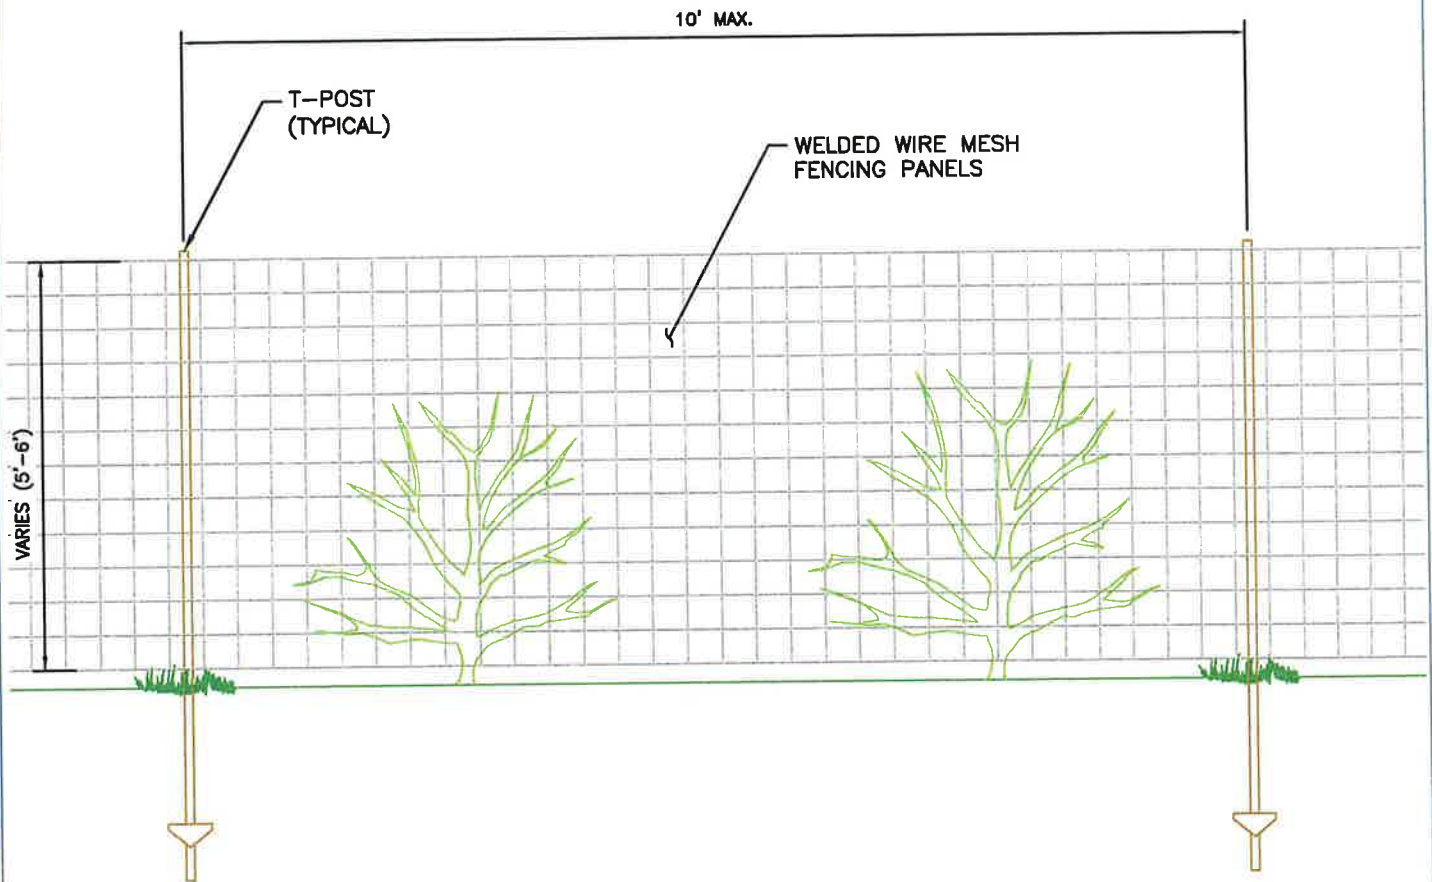 10' MAX.
T-POST
(TYPICAL)
WELDED WIRE MESH
FENCING PANELS
VARIES (5'-6')